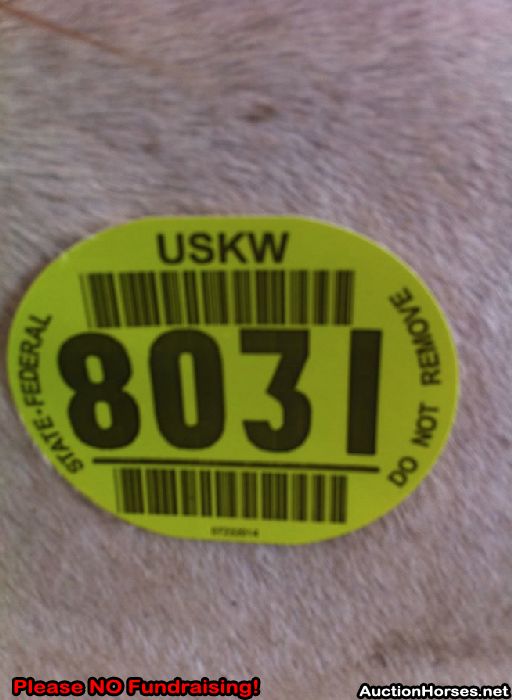 USKW
STATE-FEDERAL
8031
DO NOT REMOVE
Please NO Fundraising!
AuctionHorses.net